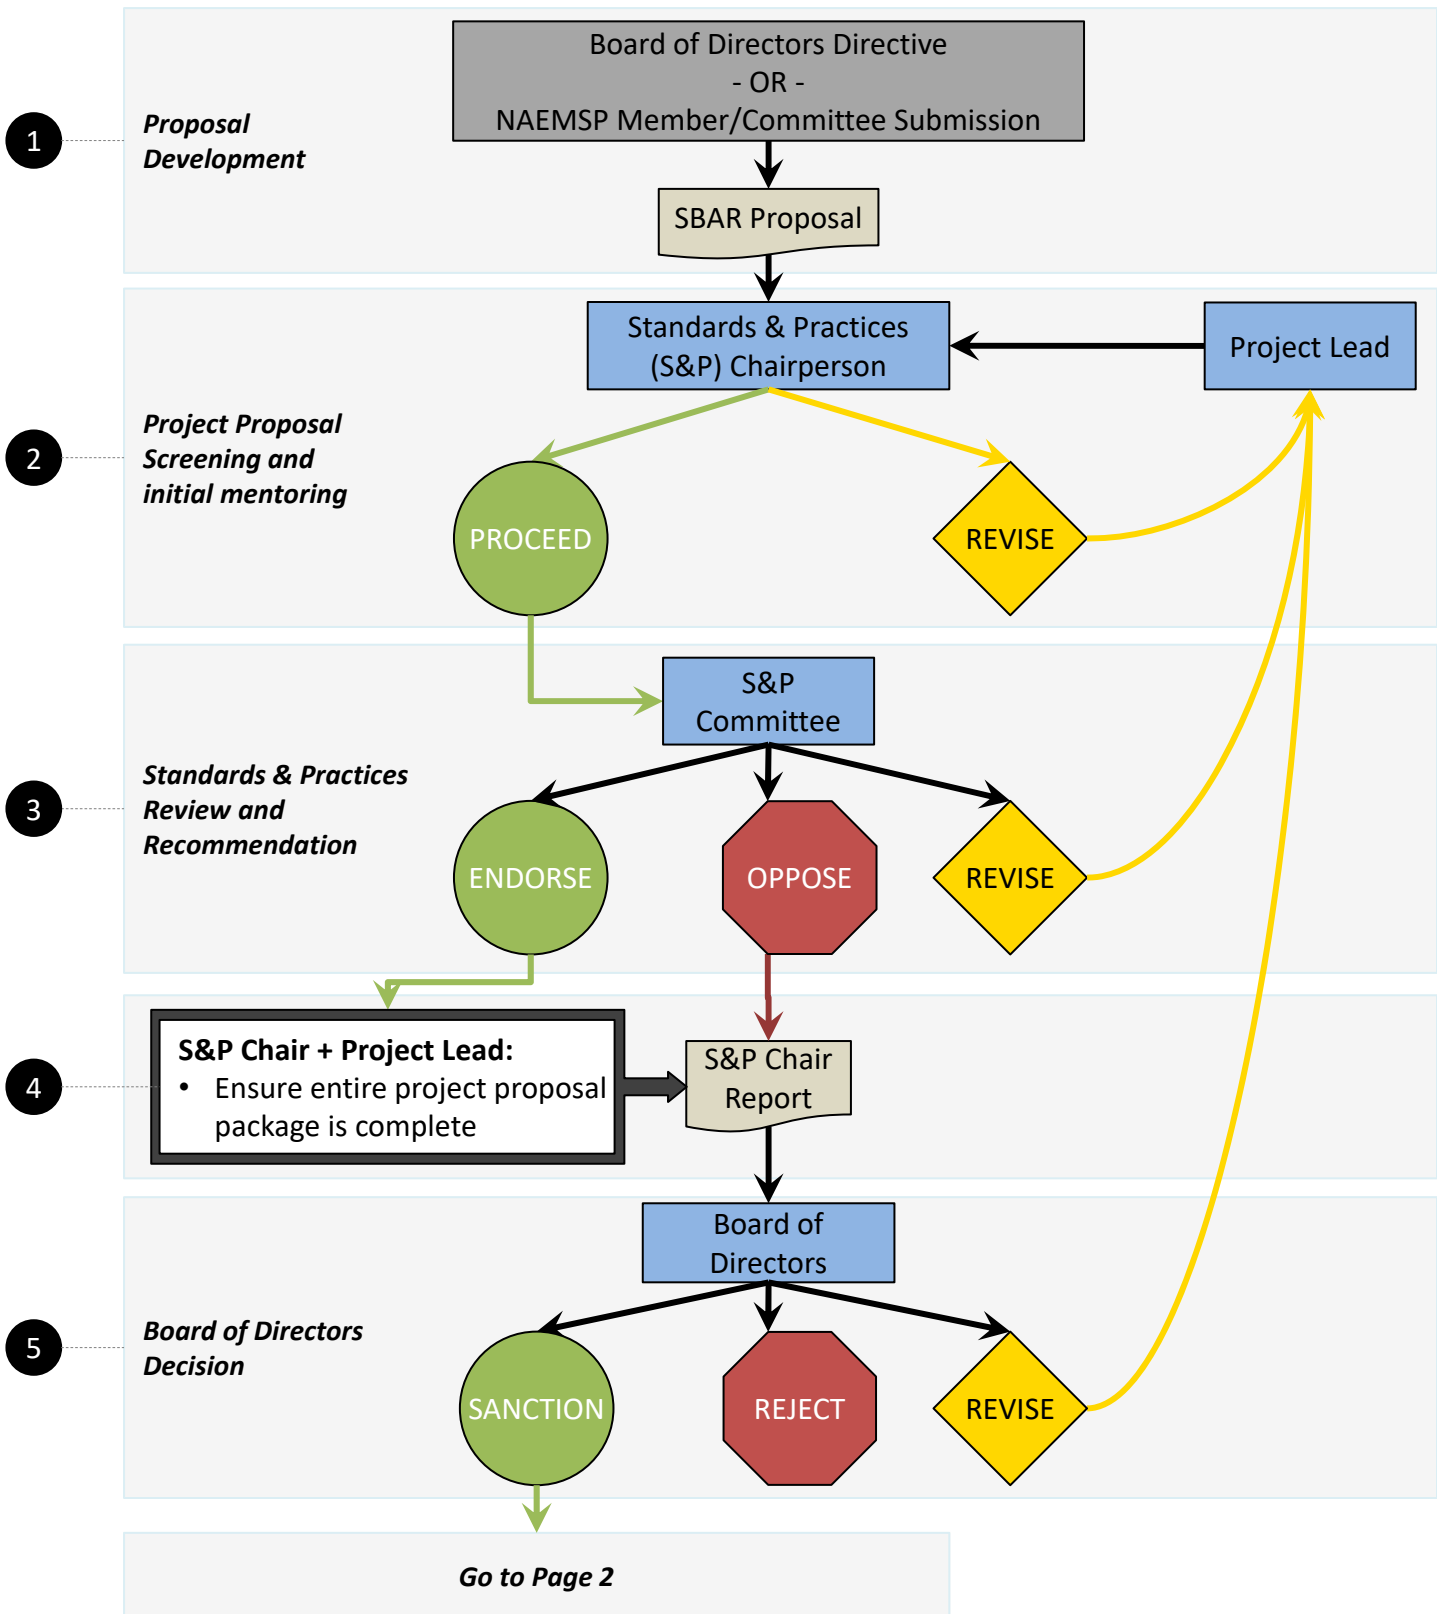 Board of Directors Directive
- OR -
NAEMSP Member/Committee Submission
1
Proposal
Development
SBAR Proposal
Standards & Practices
(S&P) Chairperson
Project Lead
2
Project Proposal
Screening and
initial mentoring
PROCEED
REVISE
S&P
Committee
3
Standards & Practices
Review and
Recommendation
ENDORSE
OPPOSE
REVISE
4
S&P Chair + Project Lead:
• Ensure entire project proposal
package is complete
S&P Chair
Report
Board of
Directors
5
Board of Directors
Decision
SANCTION
REJECT
REVISE
Go to Page 2